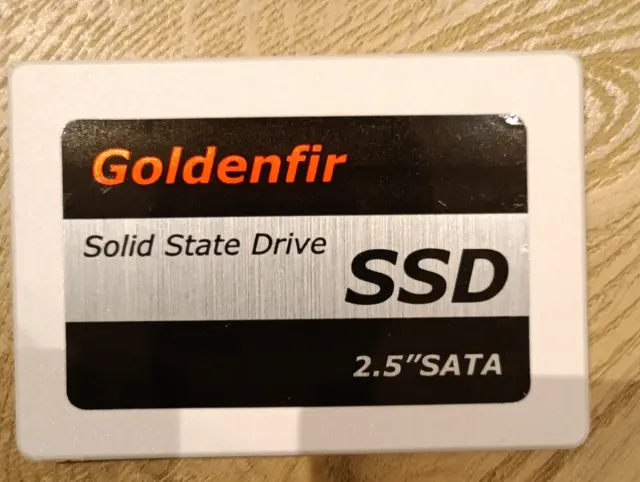 Goldenfir
Solid State Drive
SSD
2.5"SATA